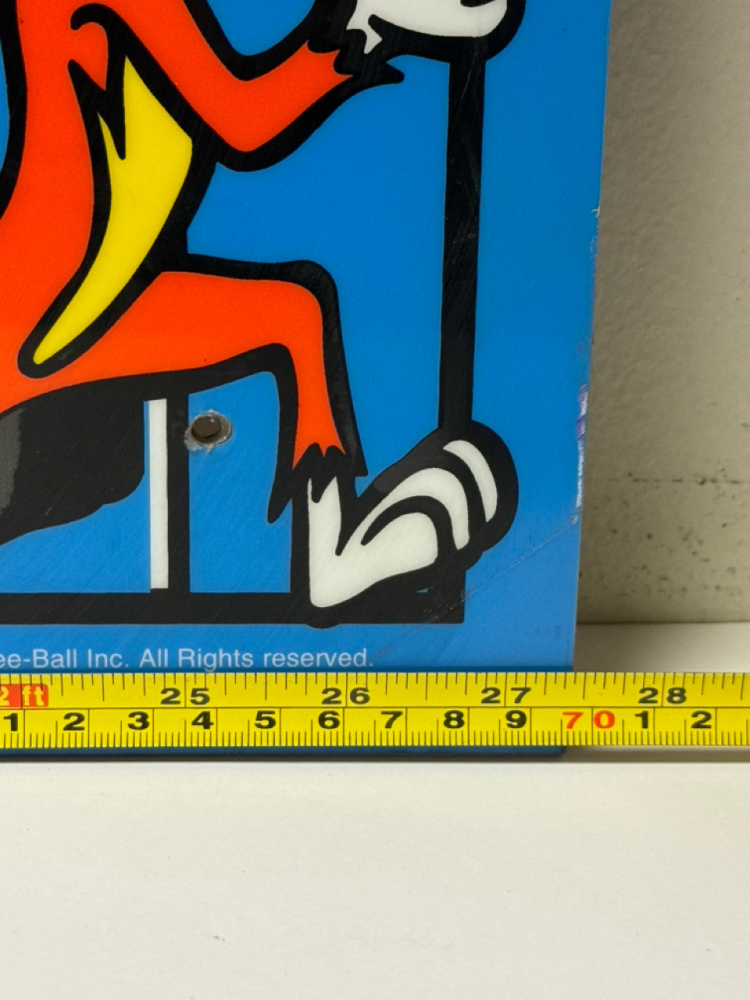 ee-Ball Inc. All Rights reserved.
2 ft 25 26 27 28
1 2 3 4 5 6 7 8 9 70 1 2